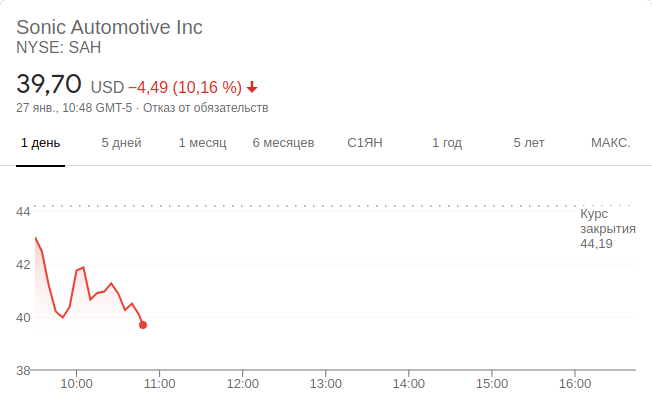 Sonic Automotive Inc
NYSE: SAH
39,70 USD −4,49 (10,16 %)
27 янв., 10:48 GMT-5 · Отказ от обязательств
1 день 5 дней 1 месяц 6 месяцев С1ЯН 1 год 5 лет МАКС.
44
Курс
закрытия
44,19
42
40
38
10:00 11:00 12:00 13:00 14:00 15:00 16:00